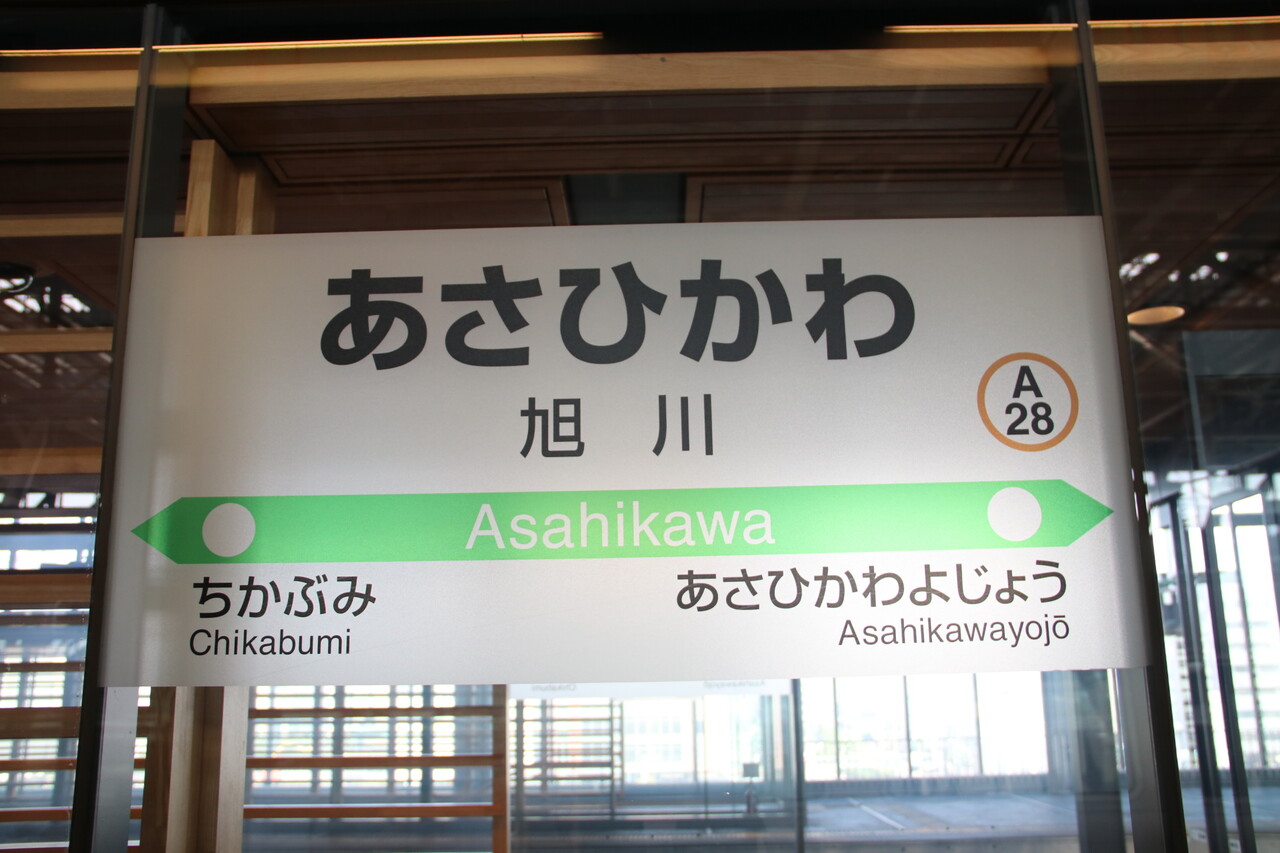 あさひかわ
旭 川
A
28
Asahikawa
ちかぶみ
Chikabumi
あさひかわよじょう
Asahikawayojō